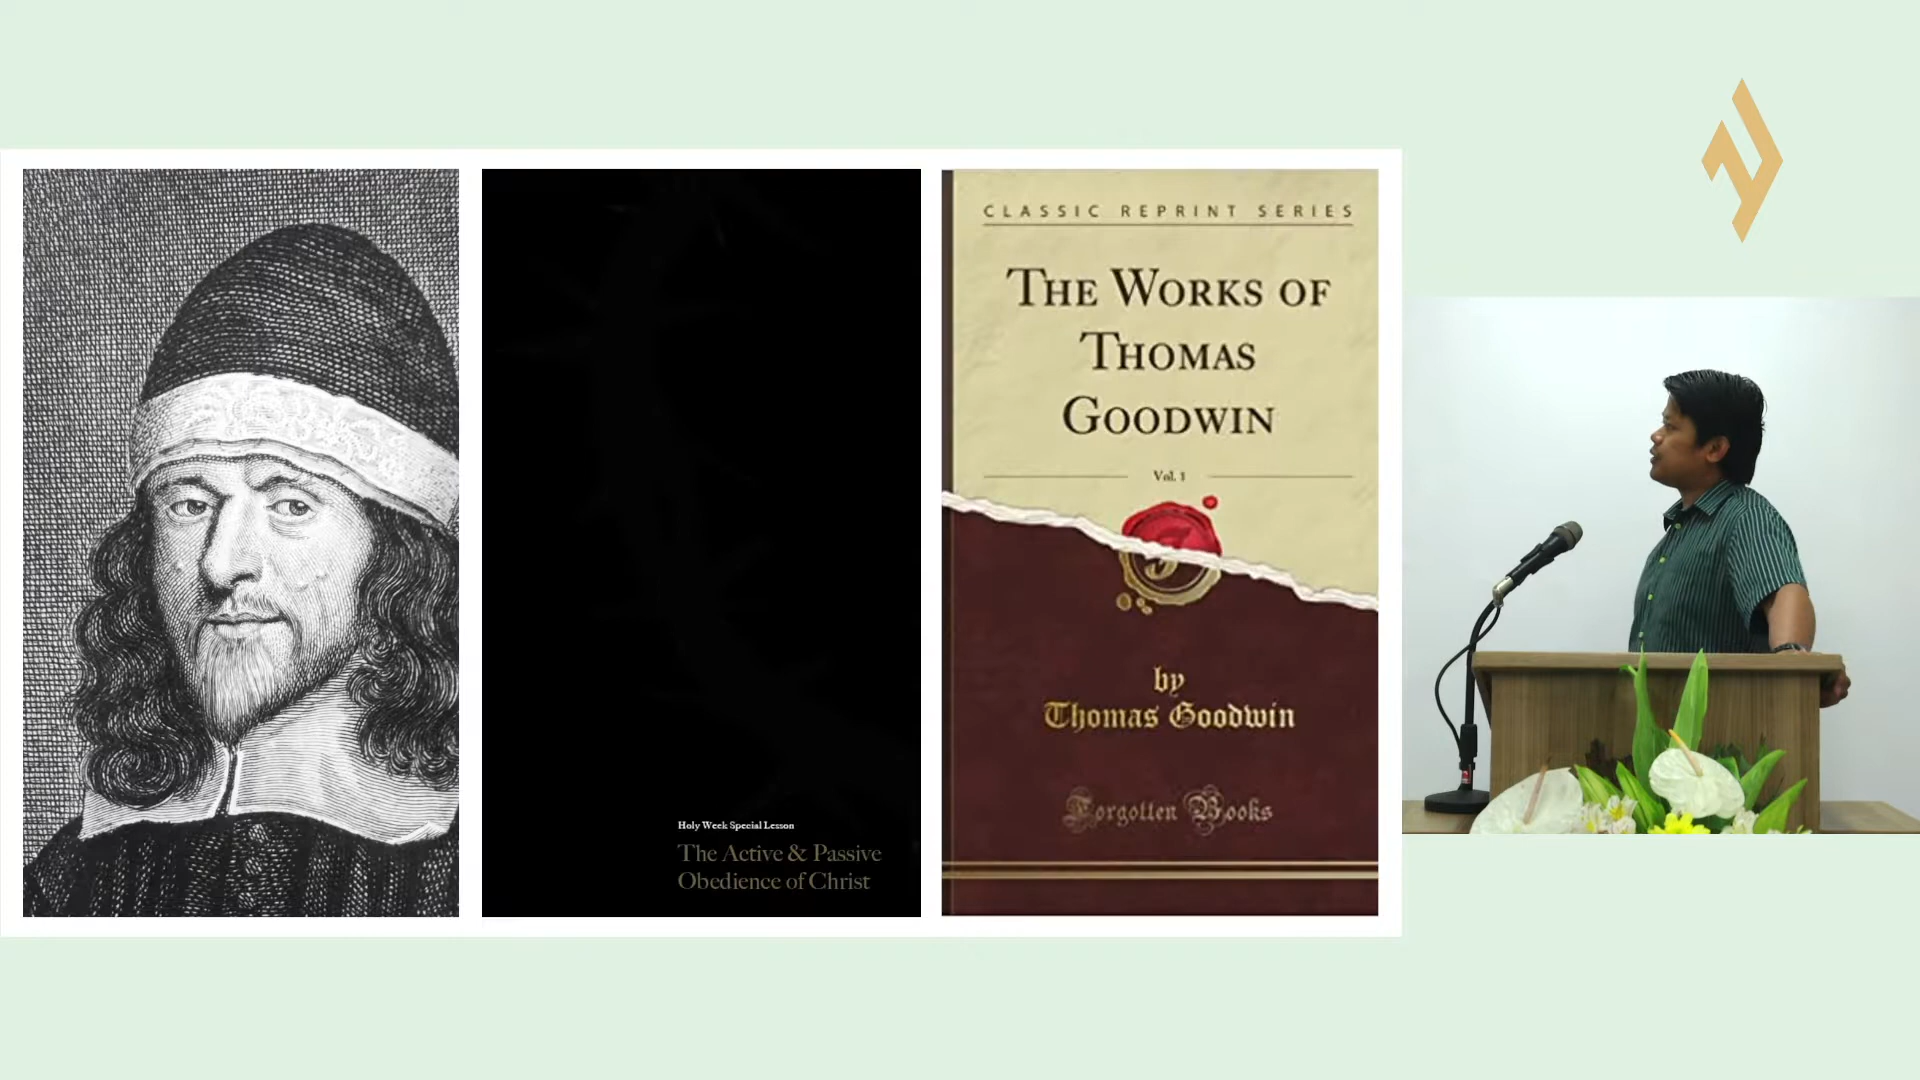 Holy Week Special Lesson
The Active & Passive
Obedience of Christ
CLASSIC REPRINT SERIES
THE WORKS OF
THOMAS
GOODWIN
Vol. 1
by
Thomas Goodwin
Forgotten Books